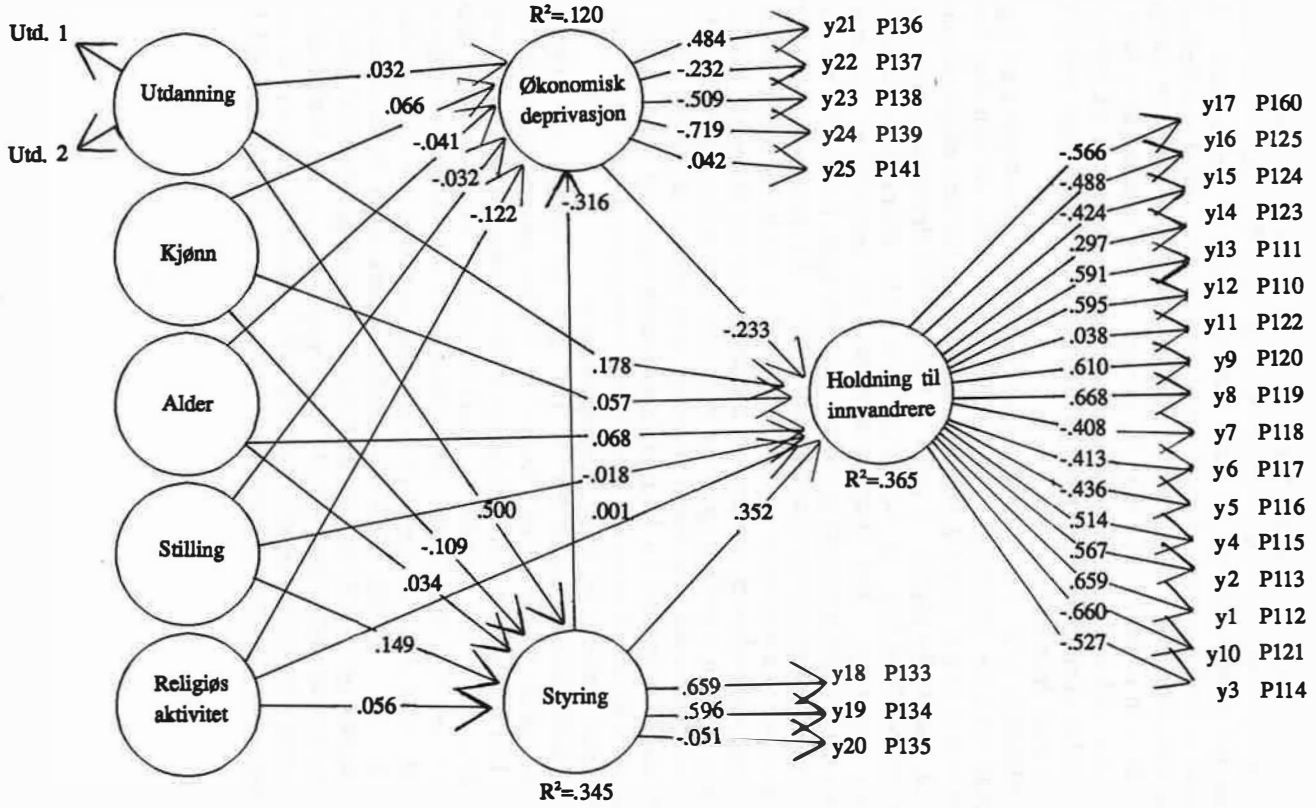 Utd. 1
Utd. 2
Utdanning
Kjønn
Alder
Stilling
Religiøs
aktivitet
R²=.120
Økonomisk
deprivasjon
.032
.066
-.041
-.032
-.122
-.316
.484
-.232
-.509
-.719
.042
y21 P136
y22 P137
y23 P138
y24 P139
y25 P141
-.233
.178
.057
.068
-.018
.001
.352
.500
-.109
.034
.149
.056
Styring
R²=.345
.659
.596
-.051
y18 P133
y19 P134
y20 P135
Holdning til
innvandrere
R²=.365
-.566
-.488
-.424
.297
.591
.595
.038
.610
.668
-.408
-.413
-.436
.514
.567
.659
-.660
-.527
y17 P160
y16 P125
y15 P124
y14 P123
y13 P111
y12 P110
y11 P122
y9 P120
y8 P119
y7 P118
y6 P117
y5 P116
y4 P115
y2 P113
y1 P112
y10 P121
y3 P114